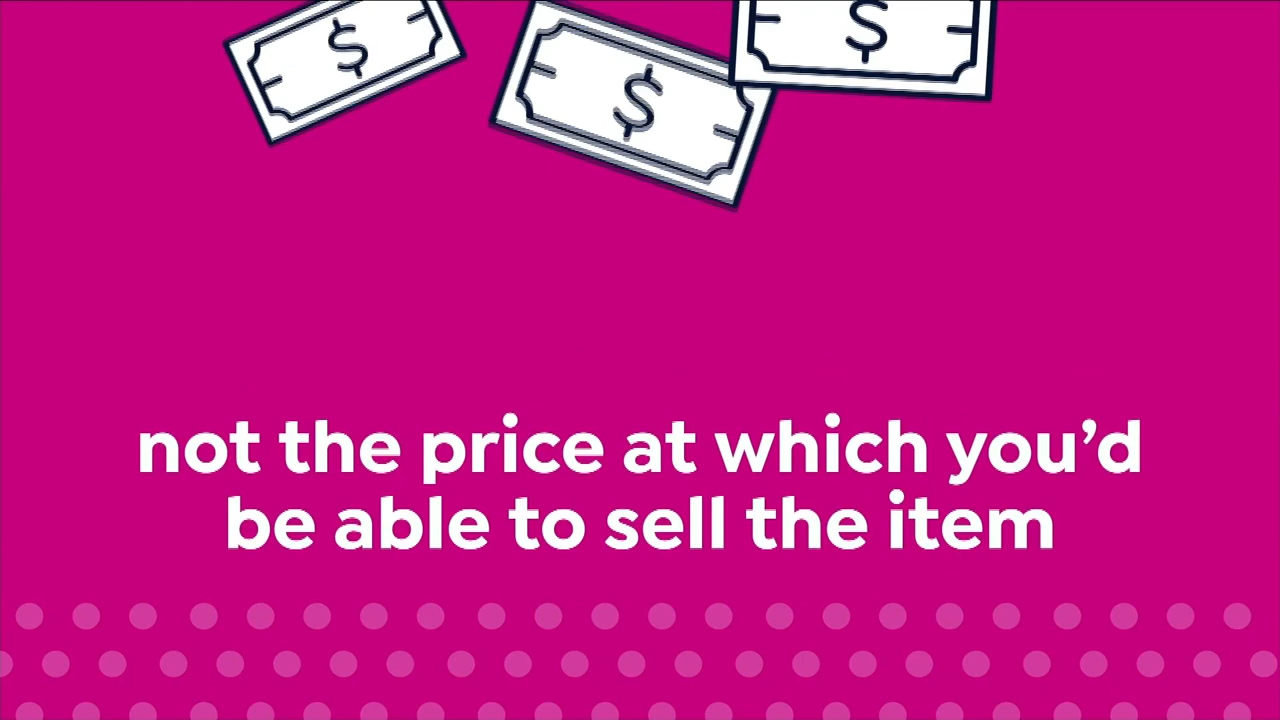 $
$
$
not the price at which you’d
be able to sell the item